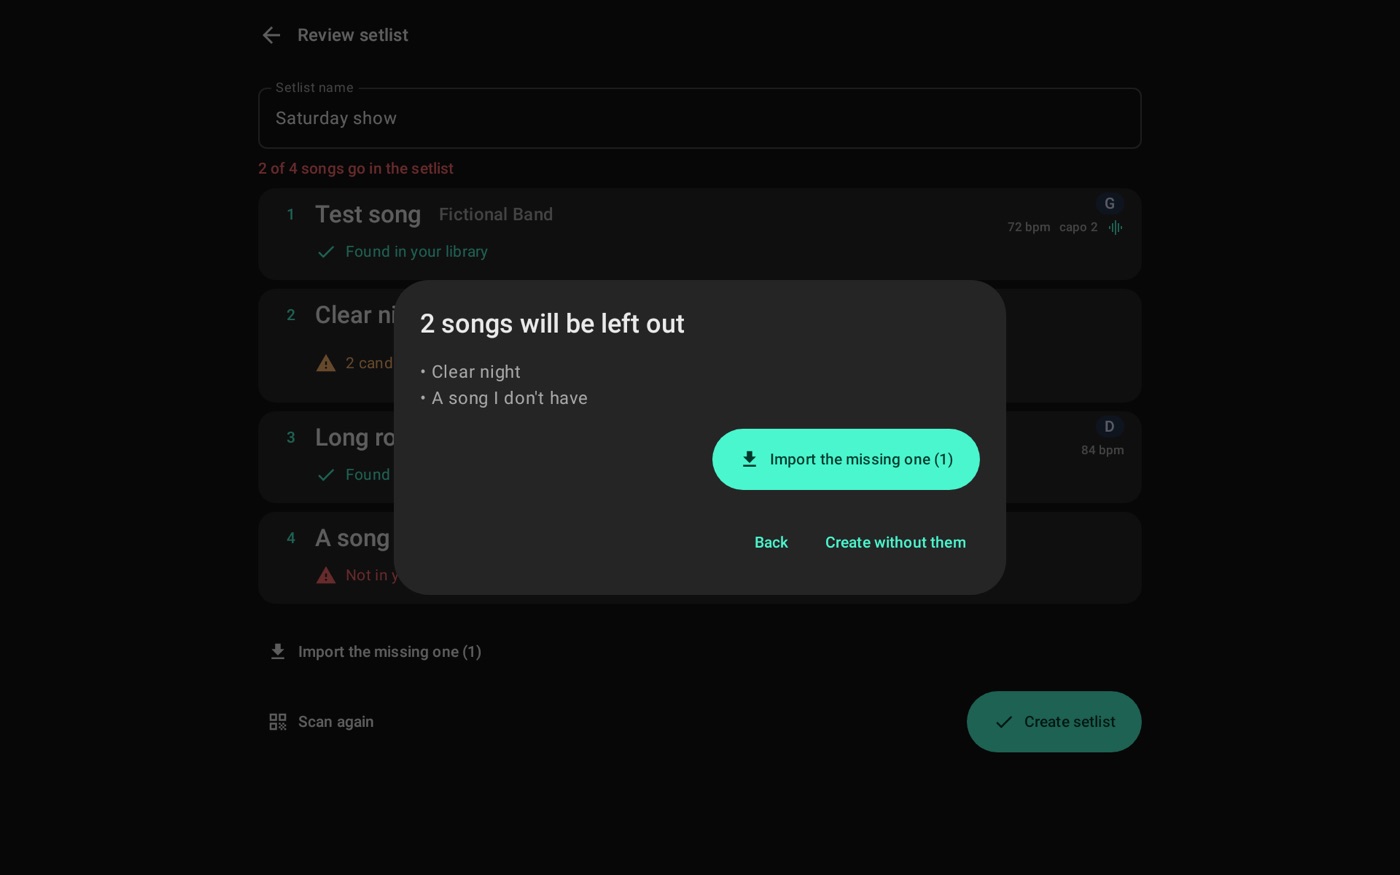 Review setlist
Setlist name
Saturday show
2 of 4 songs go in the setlist
1 Test song Fictional Band G
72 bpm capo 2
Found in your library
2 Clear ni
2 cand
3 Long ro D
84 bpm
Found
4 A song
Not in y
2 songs will be left out
• Clear night
• A song I don't have
Import the missing one (1)
Back Create without them
Import the missing one (1)
Scan again Create setlist